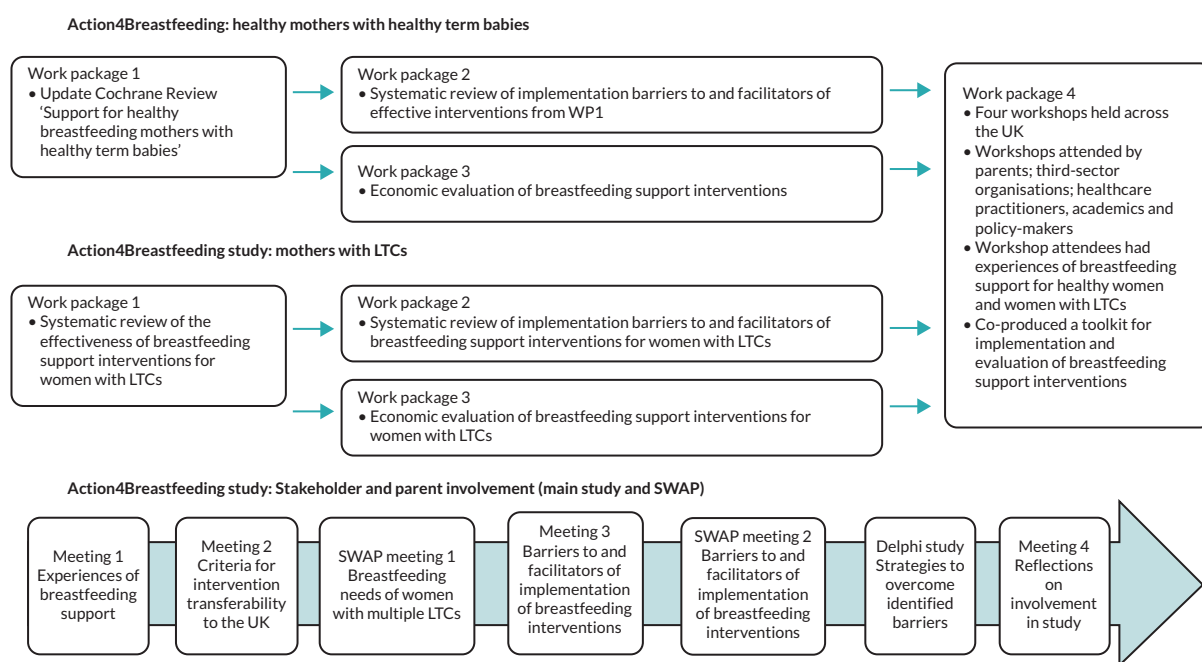 Action4Breastfeeding: healthy mothers with healthy term babies
Work package 1
• Update Cochrane Review
‘Support for healthy
breastfeeding mothers with
healthy term babies’
Work package 2
• Systematic review of implementation barriers to and facilitators of
effective interventions from WP1
Work package 3
• Economic evaluation of breastfeeding support interventions
Work package 4
• Four workshops held across
the UK
• Workshops attended by
parents; third-sector
organisations; healthcare
practitioners, academics and
policy-makers
• Workshop attendees had
experiences of breastfeeding
support for healthy women
and women with LTCs
• Co-produced a toolkit for
implementation and
evaluation of breastfeeding
support interventions
Action4Breastfeeding study: mothers with LTCs
Work package 1
• Systematic review of the
effectiveness of breastfeeding
support interventions for
women with LTCs
Work package 2
• Systematic review of implementation barriers to and facilitators of
breastfeeding support interventions for women with LTCs
Work package 3
• Economic evaluation of breastfeeding support interventions for
women with LTCs
Action4Breastfeeding study: Stakeholder and parent involvement (main study and SWAP)
Meeting 1
Experiences of
breastfeeding
support
Meeting 2
Criteria for
intervention
transferability
to the UK
SWAP meeting 1
Breastfeeding
needs of women
with multiple LTCs
Meeting 3
Barriers to and
facilitators of
implementation
of breastfeeding
interventions
SWAP meeting 2
Barriers to and
facilitators of
implementation
of breastfeeding
interventions
Delphi study
Strategies to
overcome
identified
barriers
Meeting 4
Reflections
on
involvement
in study